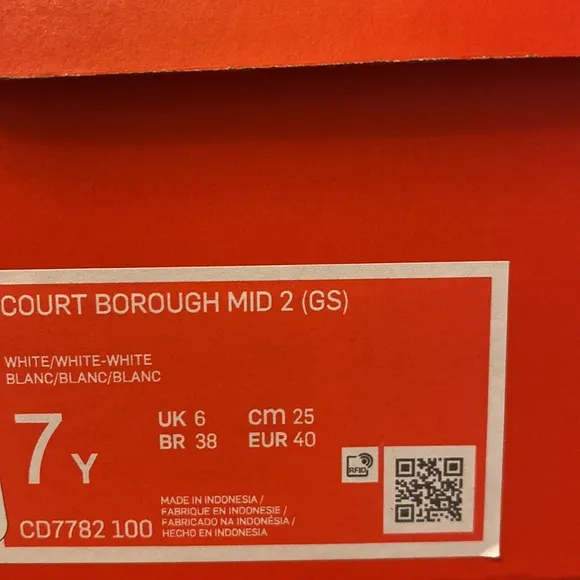 COURT BOROUGH MID 2 (GS)
WHITE/WHITE-WHITE
BLANC/BLANC/BLANC
7 Y
UK 6 cm 25
BR 38 EUR 40
RFID
CD7782 100
MADE IN INDONESIA /
FABRIQUE EN INDONESIE /
FABRICADO NA INDONÉSIA /
HECHO EN INDONESIA